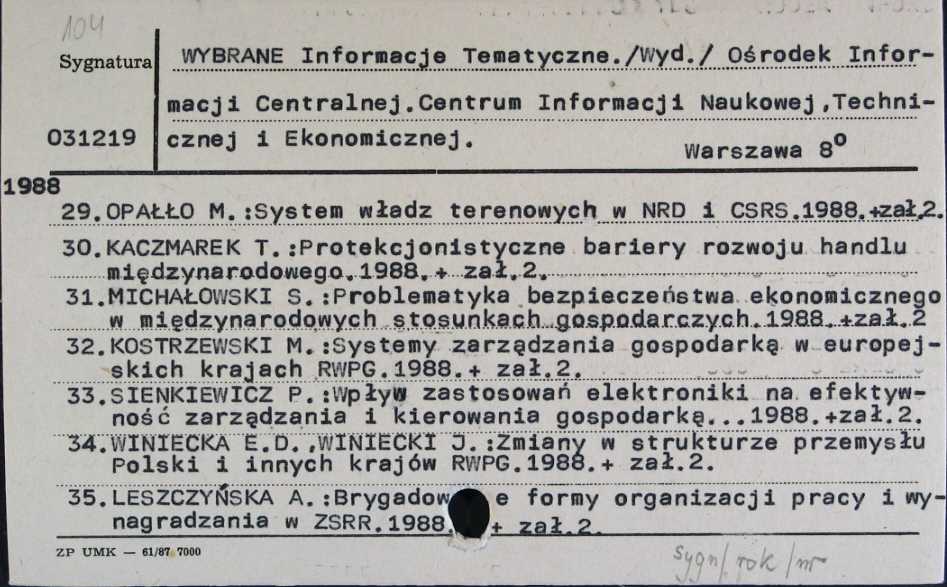 104
Sygnatura
WYBRANE Informacje Tematyczne./Wyd./ Ośrodek Infor-
macji Centralnej.Centrum Informacji Naukowej,Techni-
031219 cznej i Ekonomicznej.
Warszawa 8º
1988
29.OPAŁŁO M.:System władz terenowych w NRD i CSRS.1988.+zał.2.
30.KACZMAREK T.:Protekcjonistyczne bariery rozwoju handlu
międzynarodowego.1988.+ zał.2.
31.MICHAŁOWSKI S.:Problematyka bezpieczeństwa ekonomicznego
w międzynarodowych stosunkach gospodarczych.1988.+zał.2
32.KOSTRZEWSKI M.:Systemy zarządzania gospodarką w europej-
skich krajach RWPG.1988.+ zał.2.
33.SIENKIEWICZ P.:Wpływ zastosowań elektroniki na efektyw-
ność zarządzania i kierowania gospodarką...1988.+zał.2.
34.WINIECKA E.D.,WINIECKI J.:Zmiany w strukturze przemysłu
Polski i innych krajów RWPG.1988.+ zał.2.
35.LESZCZYŃSKA A.:Brygadow e formy organizacji pracy i wy-
nagradzania w ZSRR.1988. + zał.2.
ZP UMK — 61/87 7000
sygn/ rok /nr